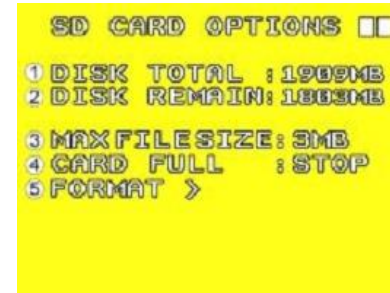 SD CARD OPTIONS
1 DISK TOTAL :1909MB
2 DISK REMAIN:1803MB
3 MAX FILESIZE:3MB
4 CARD FULL :STOP
5 FORMAT >